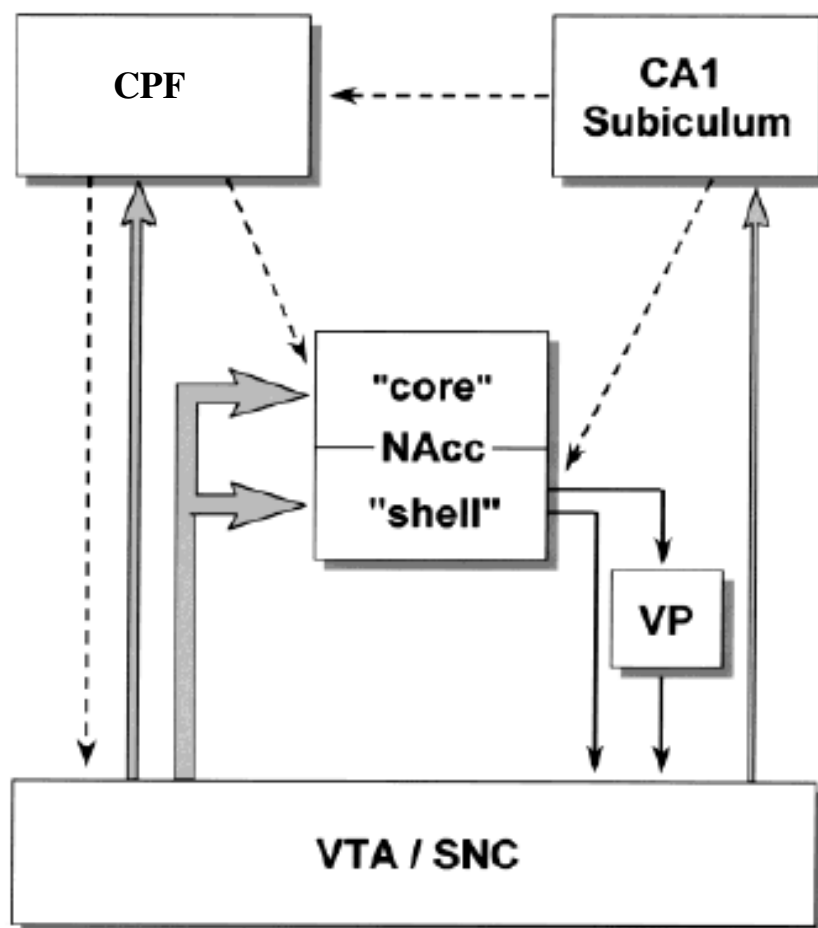 CPF
CA1
Subiculum
"core"
NAcc
"shell"
VP
VTA / SNC